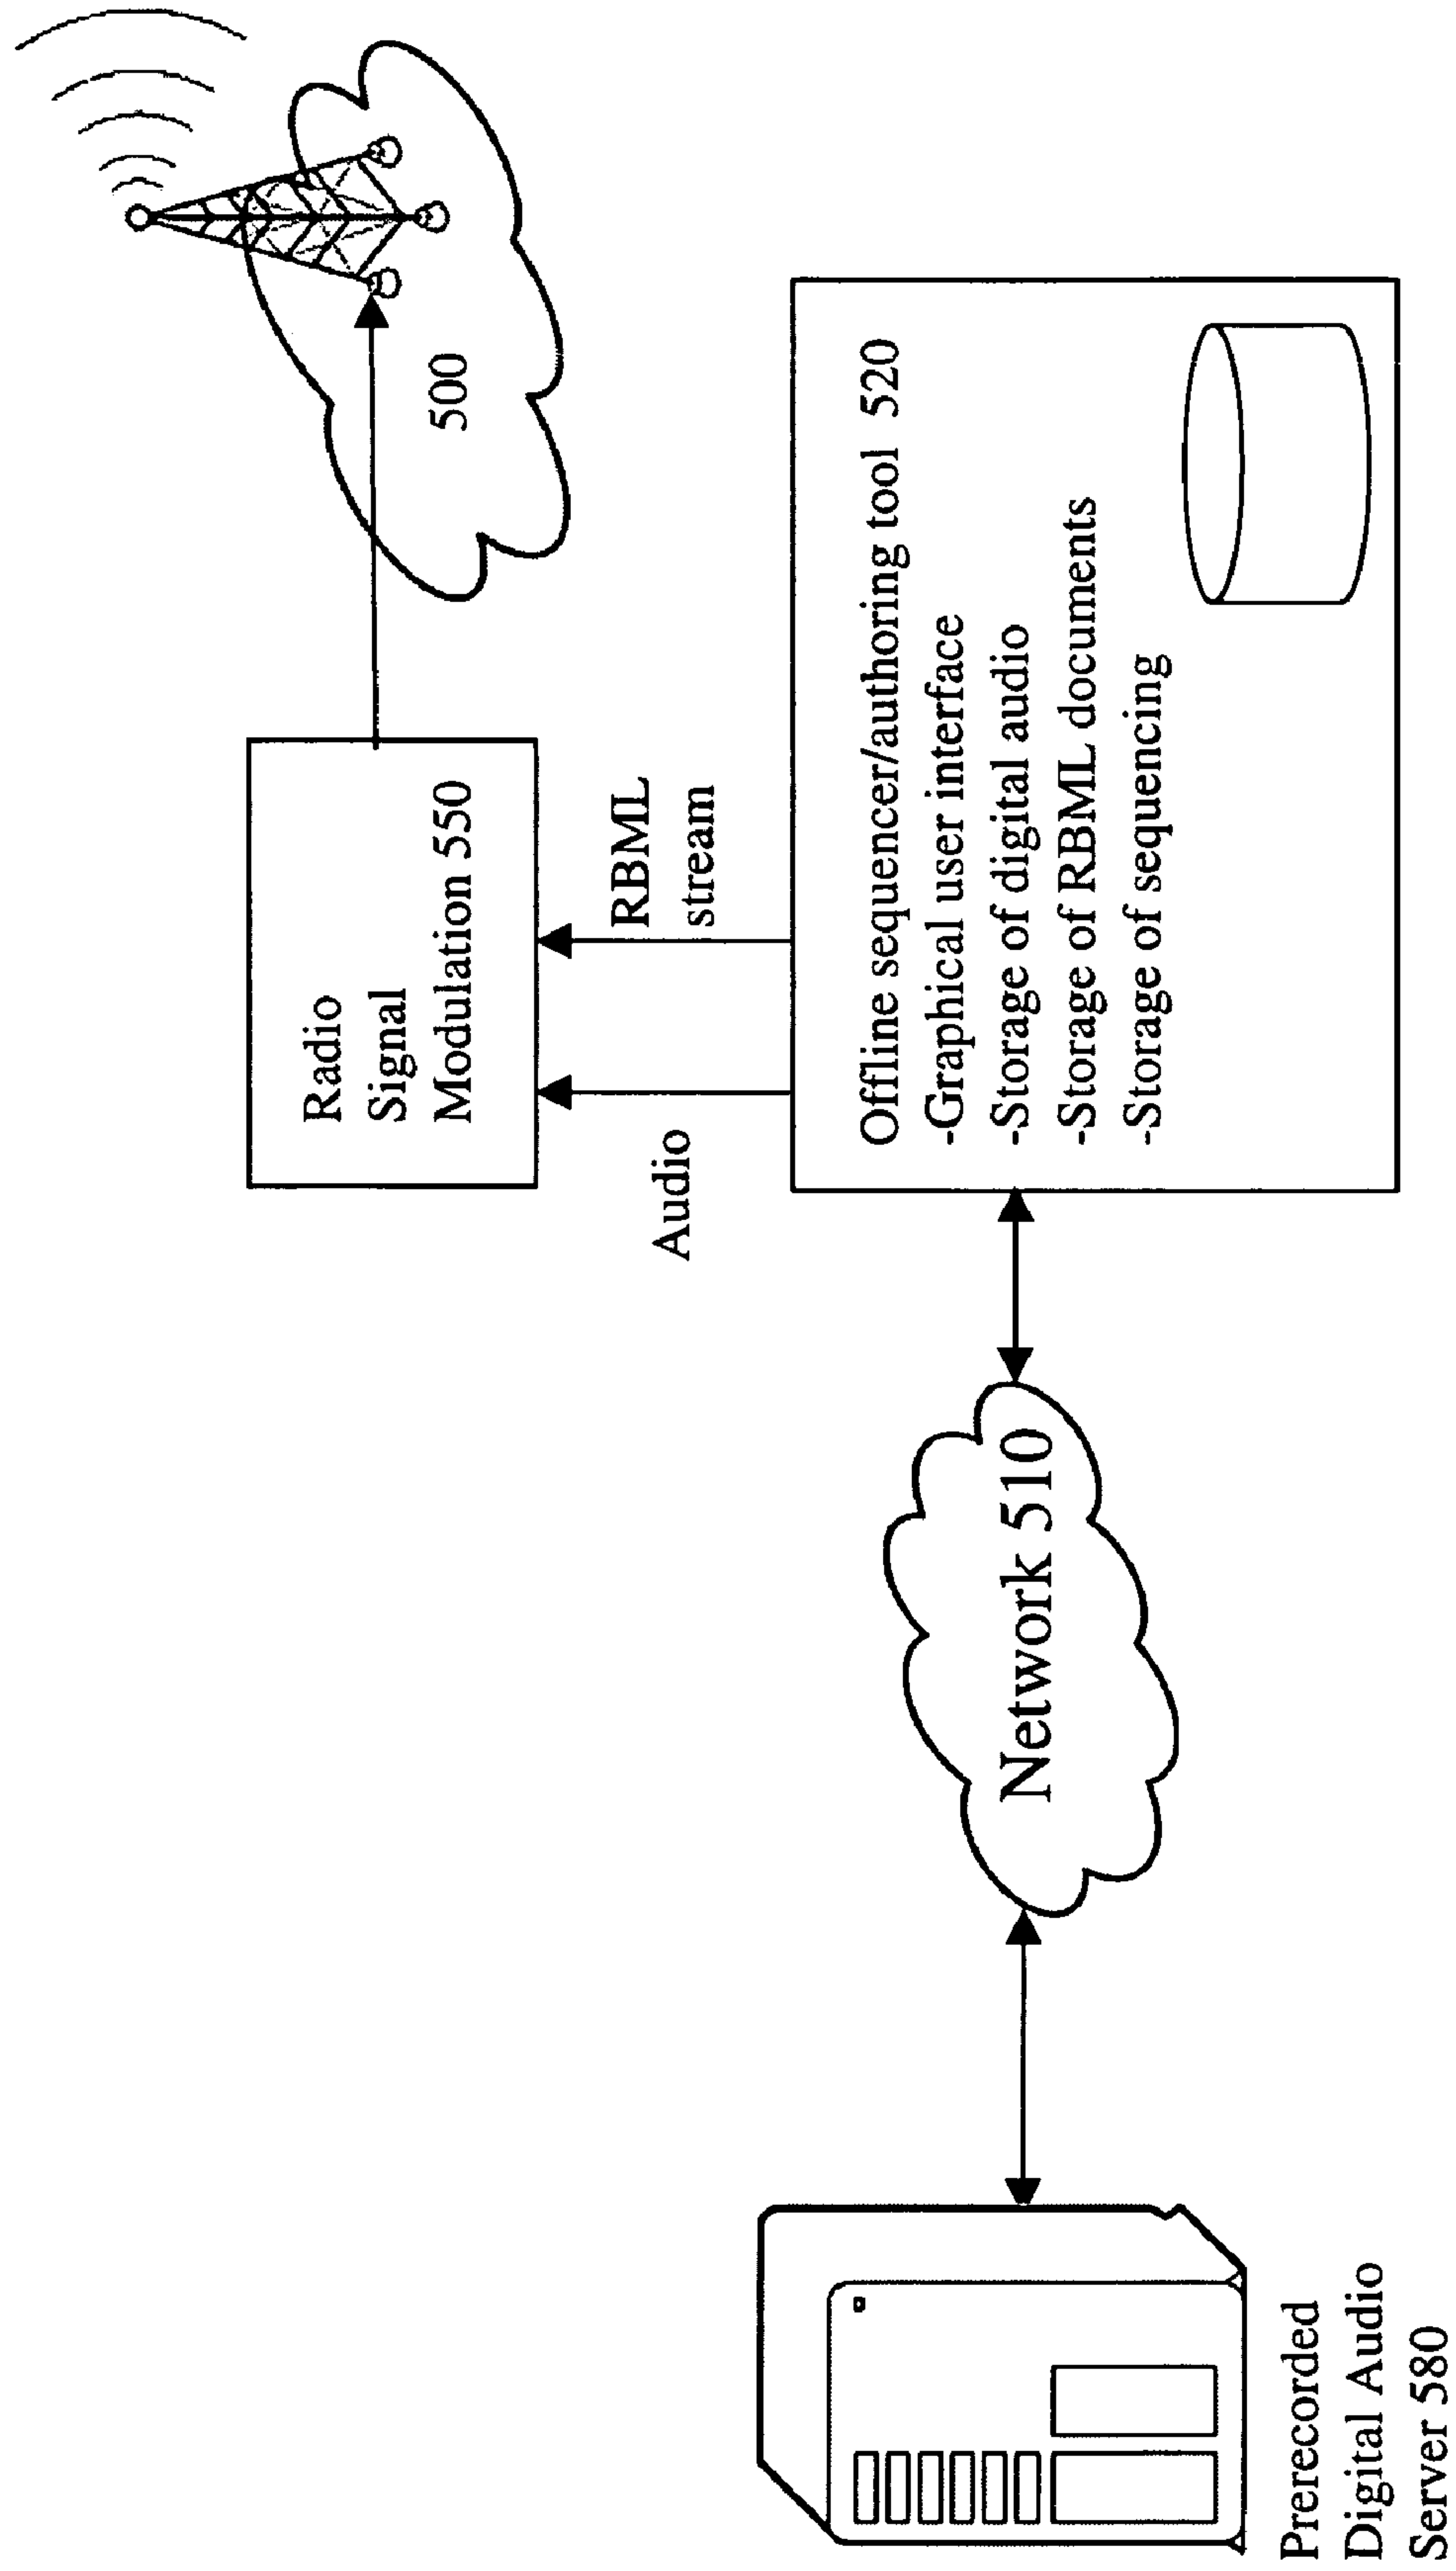 500
Radio
Signal
Modulation 550
Audio
RBML
stream
Offline sequencer/authoring tool 520
-Graphical user interface
-Storage of digital audio
-Storage of RBML documents
-Storage of sequencing
Network 510
Prerecorded
Digital Audio
Server 580